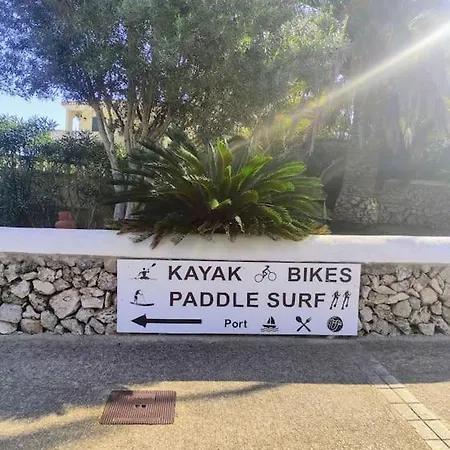 KAYAK BIKES
PADDLE SURF
Port